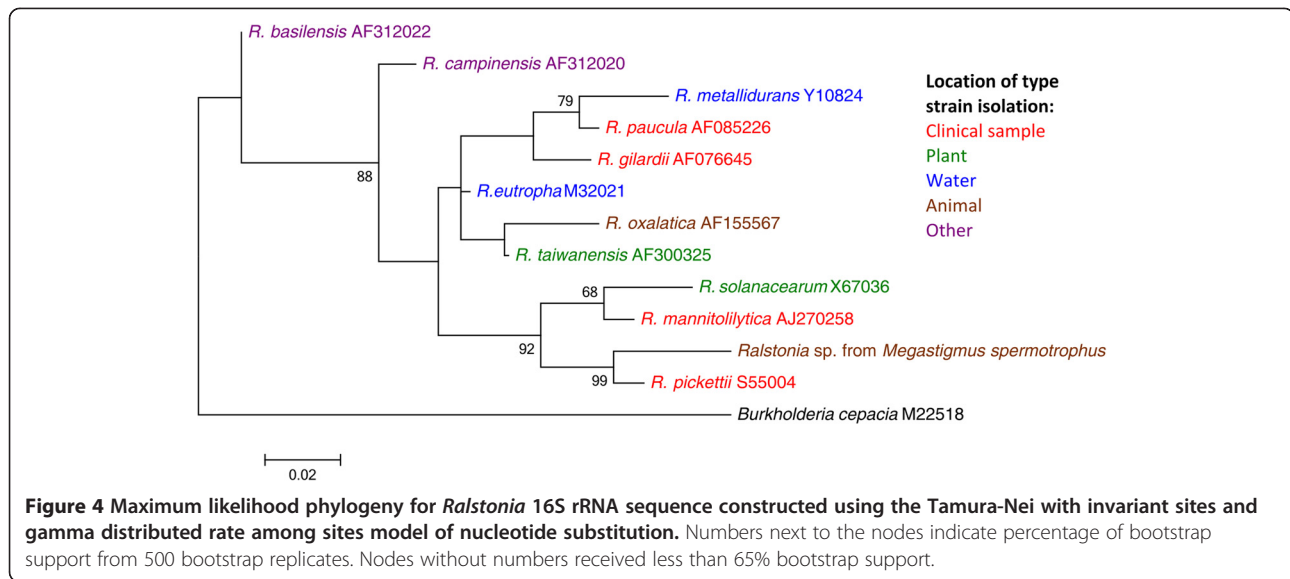 R. basilensis AF312022
R. campinensis AF312020
79
R. metallidurans Y10824
R. paucula AF085226
R. gilardii AF076645
88
R.eutropha M32021
R. oxalatica AF155567
R. taiwanensis AF300325
68
R. solanacearum X67036
R. mannitolilytica AJ270258
92
Ralstonia sp. from Megastigmus spermotrophus
99
R. pickettii S55004
Burkholderia cepacia M22518
0.02
Location of type
strain isolation:
Clinical sample
Plant
Water
Animal
Other
Figure 4 Maximum likelihood phylogeny for Ralstonia 16S rRNA sequence constructed using the Tamura-Nei with invariant sites and
gamma distributed rate among sites model of nucleotide substitution. Numbers next to the nodes indicate percentage of bootstrap
support from 500 bootstrap replicates. Nodes without numbers received less than 65% bootstrap support.